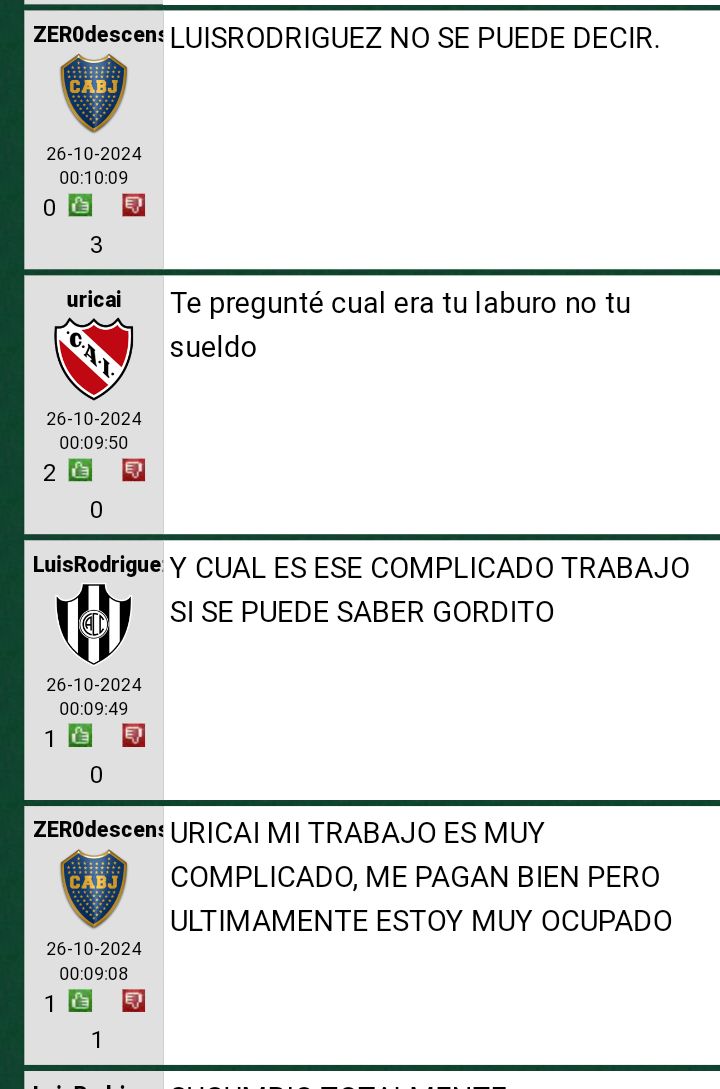 ZER0descens
LUISRODRIGUEZ NO SE PUEDE DECIR.
CABJ
26-10-2024
00:10:09
0
3
uricai
Te pregunté cual era tu laburo no tu
sueldo
C.A.I.
26-10-2024
00:09:50
2
0
LuisRodrigue
Y CUAL ES ESE COMPLICADO TRABAJO
SI SE PUEDE SABER GORDITO
26-10-2024
00:09:49
1
0
ZER0descens
URICAI MI TRABAJO ES MUY
COMPLICADO, ME PAGAN BIEN PERO
ULTIMAMENTE ESTOY MUY OCUPADO
CABJ
26-10-2024
00:09:08
1
1